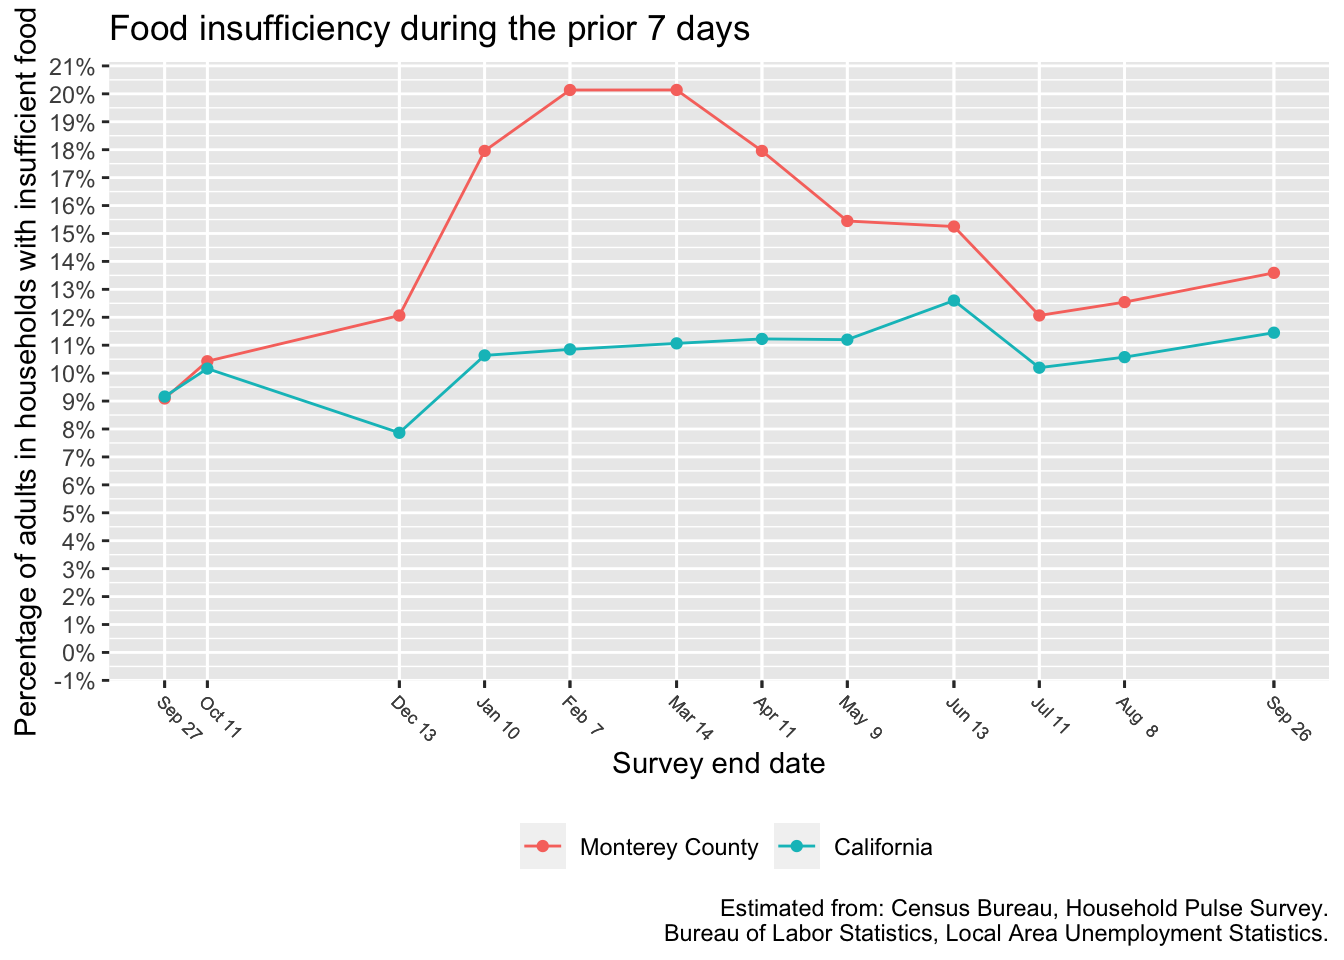 Food insufficiency during the prior 7 days
Percentage of adults in households with insufficient food
21%
20%
19%
18%
17%
16%
15%
14%
13%
12%
11%
10%
9%
8%
7%
6%
5%
4%
3%
2%
1%
0%
-1%
Sep 27
Oct 11
Dec 13
Jan 10
Feb 7
Mar 14
Apr 11
May 9
Jun 13
Jul 11
Aug 8
Sep 26
Survey end date
Monterey County
California
Estimated from: Census Bureau, Household Pulse Survey.
Bureau of Labor Statistics, Local Area Unemployment Statistics.